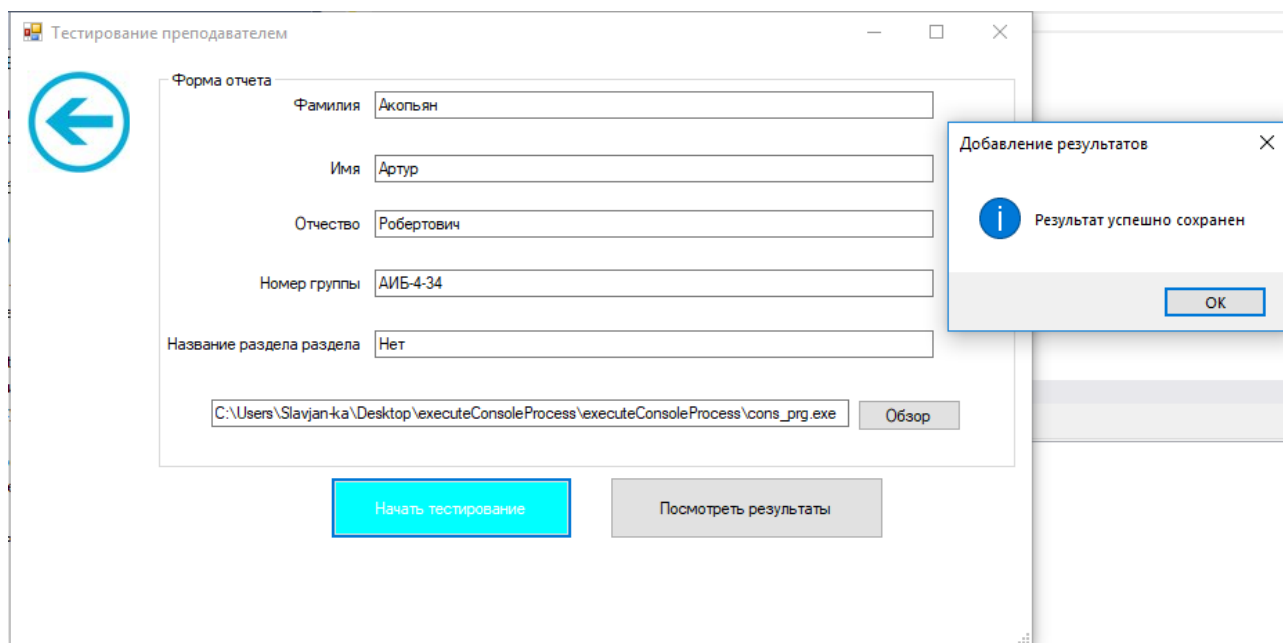 Тестирование преподавателем
Форма отчета
Фамилия Акопьян
Имя Артур
Отчество Робертович
Номер группы АИБ-4-34
Название раздела раздела Нет
C:\Users\Slavjan-ka\Desktop\executeConsoleProcess\executeConsoleProcess\cons_prg.exe Обзор
Начать тестирование Посмотреть результаты
Добавление результатов
Результат успешно сохранен
ОК